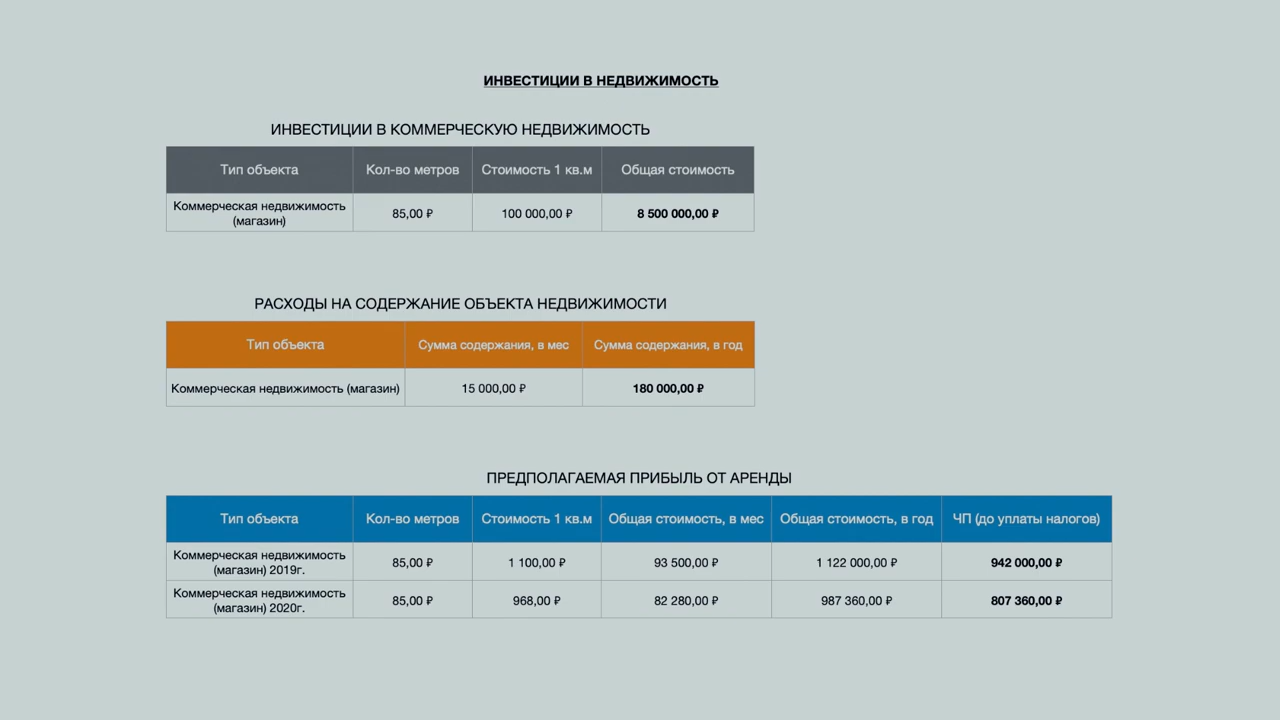 ИНВЕСТИЦИИ В НЕДВИЖИМОСТЬ
ИНВЕСТИЦИИ В КОММЕРЧЕСКУЮ НЕДВИЖИМОСТЬ
Тип объекта Кол-во метров Стоимость 1 кв.м Общая стоимость
Коммерческая недвижимость
(магазин) 85,00 ₽ 100 000,00 ₽ 8 500 000,00 ₽
РАСХОДЫ НА СОДЕРЖАНИЕ ОБЪЕКТА НЕДВИЖИМОСТИ
Тип объекта Сумма содержания, в мес Сумма содержания, в год
Коммерческая недвижимость (магазин) 15 000,00 ₽ 180 000,00 ₽
ПРЕДПОЛАГАЕМАЯ ПРИБЫЛЬ ОТ АРЕНДЫ
Тип объекта Кол-во метров Стоимость 1 кв.м Общая стоимость, в мес Общая стоимость, в год ЧП (до уплаты налогов)
Коммерческая недвижимость
(магазин) 2019г. 85,00 ₽ 1 100,00 ₽ 93 500,00 ₽ 1 122 000,00 ₽ 942 000,00 ₽
Коммерческая недвижимость
(магазин) 2020г. 85,00 ₽ 968,00 ₽ 82 280,00 ₽ 987 360,00 ₽ 807 360,00 ₽